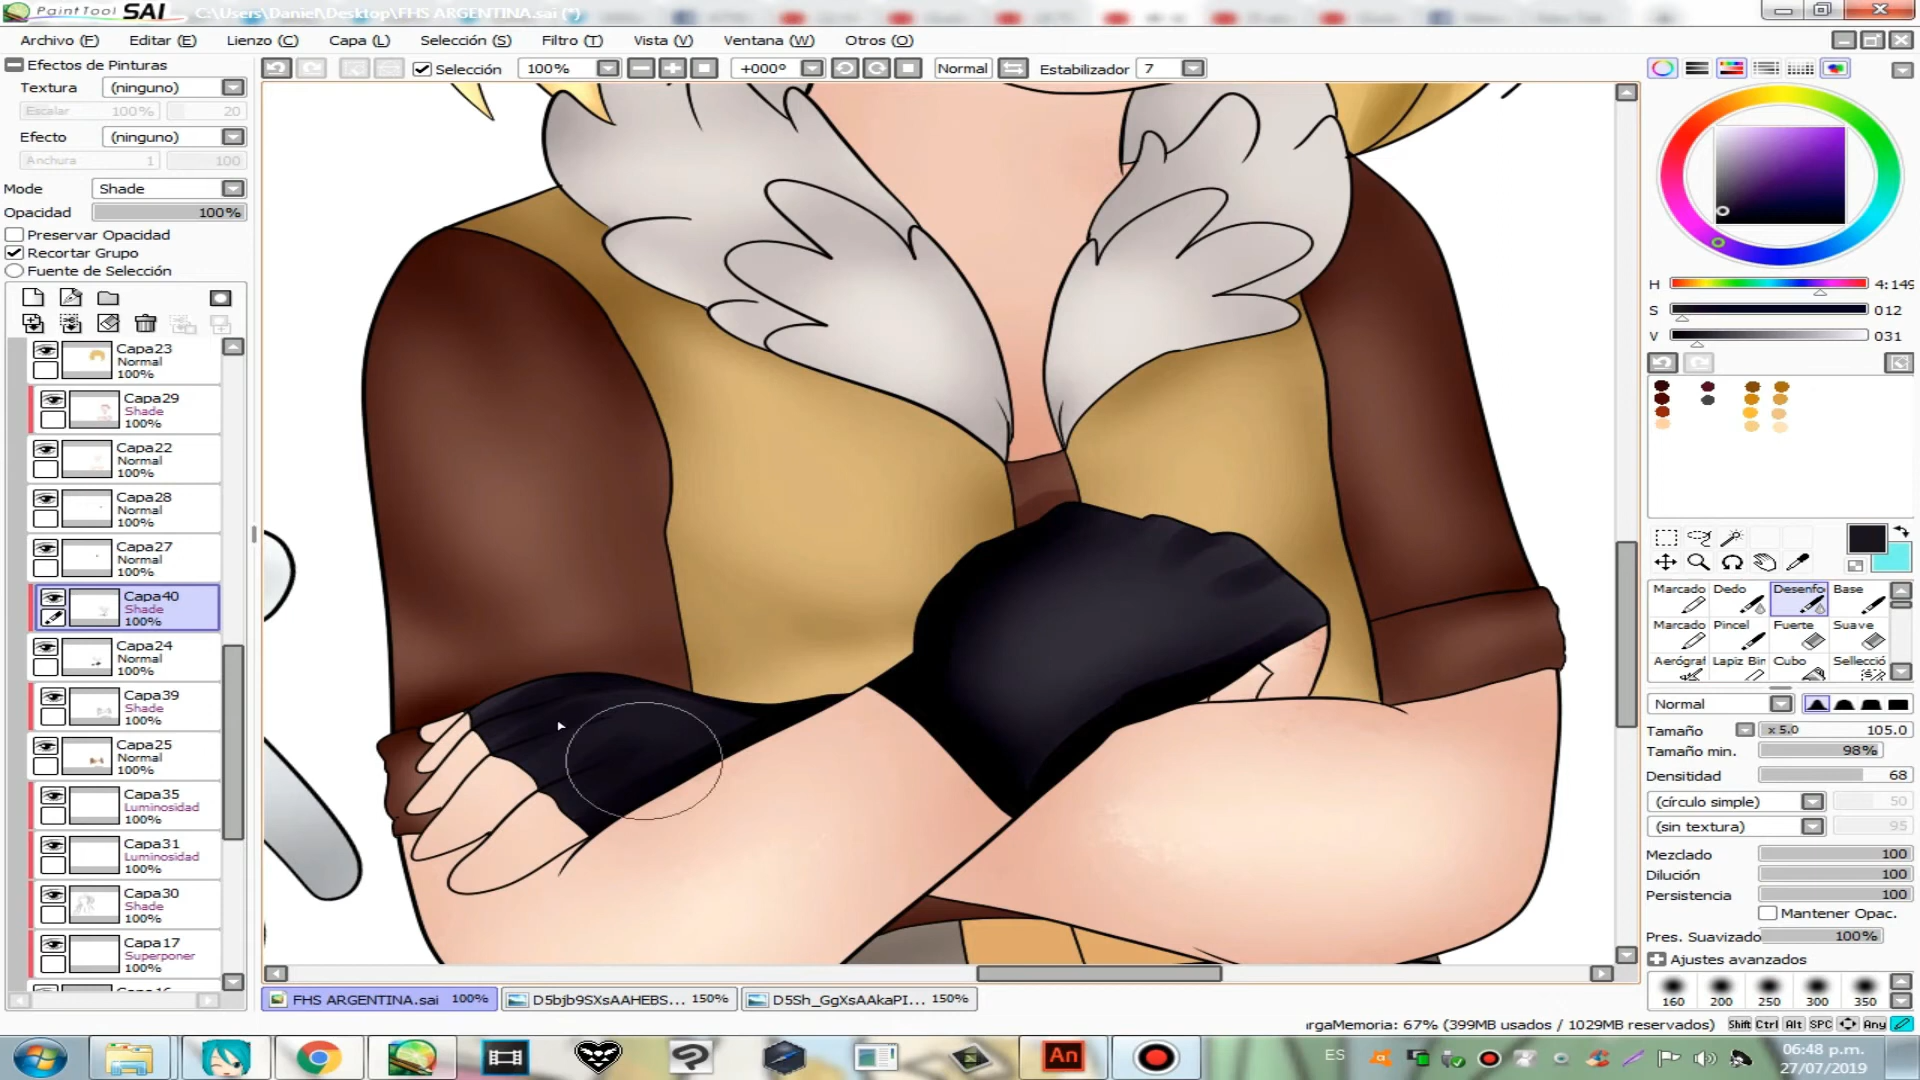 PaintTool SAI C:\Users\Daniel\Desktop\FHS ARGENTINA.sai (*)
Archivo (F) Editar (E) Lienzo (C) Capa (L) Selección (S) Filtro (T) Vista (V) Ventana (W) Otros (O)
Selección 100% +000º Normal Estabilizador 7
Efectos de Pinturas
Textura (ninguno)
Escalar 100% 20
Efecto (ninguno)
Anchura 1 100
Mode Shade
Opacidad 100%
Preservar Opacidad
Recortar Grupo
Fuente de Selección
Capa23
Normal
100%
Capa29
Shade
100%
Capa22
Normal
100%
Capa28
Normal
100%
Capa27
Normal
100%
Capa40
Shade
100%
Capa24
Normal
100%
Capa39
Shade
100%
Capa25
Normal
100%
Capa35
Luminosidad
100%
Capa31
Luminosidad
100%
Capa30
Shade
100%
Capa17
Superponer
100%
H 4:149
S 012
V 031
Marcado Dedo Desenfo Base
Marcado Pincel Fuerte Suave
Aerógraf Lapiz Bin Cubo Sellecció
Normal
Tamaño x 5.0 105.0
Tamaño min. 98%
Densitidad 68
(círculo simple) 50
(sin textura) 95
Mezclado 100
Dilución 100
Persistencia 100
Mantener Opac.
Pres. Suavizado 100%
Ajustes avanzados
160 200 250 300 350
FHS ARGENTINA.sai 100% D5bjb9SXsAAHEBS... 150% D5Sh_GgXsAAkaPI... 150%
ırgaMemoria: 67% (399MB usados / 1029MB reservados) Shift Ctrl Alt SPC Any
An
ES
06:48 p.m.
27/07/2019